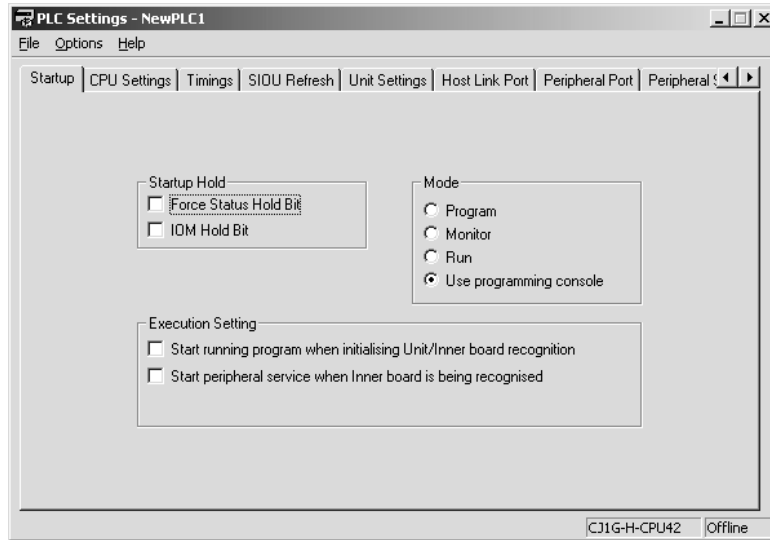 PLC Settings - NewPLC1
File Options Help
Startup CPU Settings Timings SIOU Refresh Unit Settings Host Link Port Peripheral Port Peripheral
Startup Hold
Force Status Hold Bit
IOM Hold Bit
Mode
Program
Monitor
Run
Use programming console
Execution Setting
Start running program when initialising Unit/Inner board recognition
Start peripheral service when Inner board is being recognised
CJ1G-H-CPU42 Offline